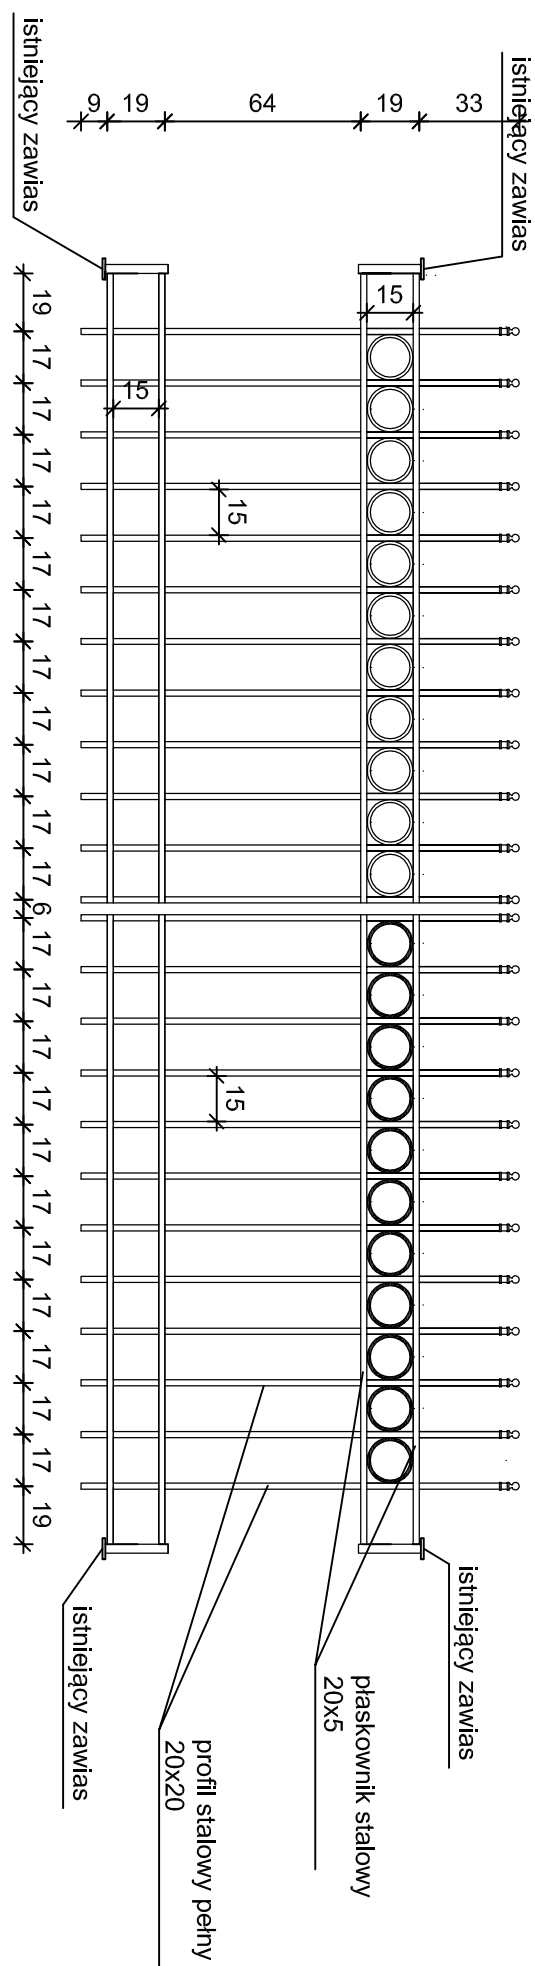 istniejący zawias
istniejący zawias
9 19 64 19 33
15
15
15
15
19 17 17 17 17 17 17 17 17 17 17 17 6 17 17 17 17 17 17 17 17 17 17 17 19
istniejący zawias
istniejący zawias
płaskownik stalowy
20x5
profil stalowy pełny
20x20